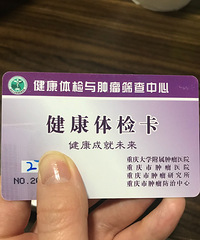 健康体检与肿瘤筛查中心
健康体检卡
健康成就未来
重庆大学附属肿瘤医院
重庆市肿瘤医院
重庆市肿瘤研究所
重庆市肿瘤防治中心
NO.20